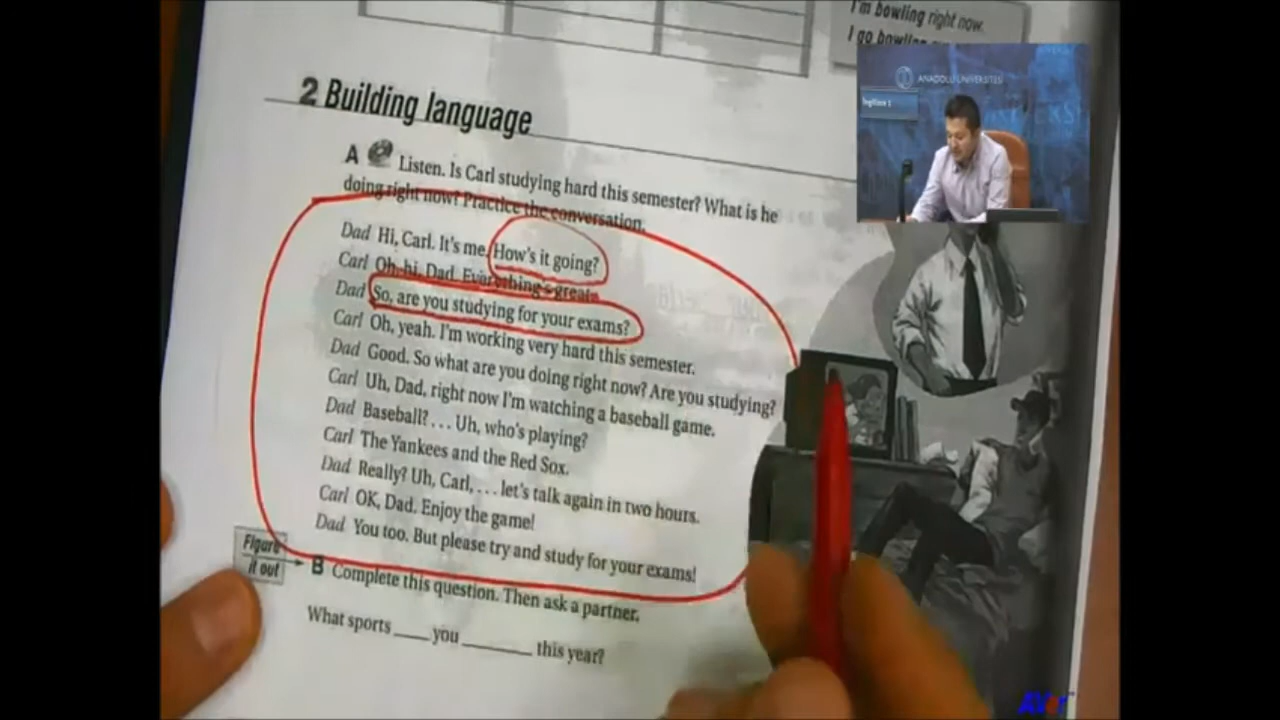 I'm bowling right now.
I go bowling
ANADOLU ÜNİVERSİTESİ
İngilizce 1
2 Building language
A Listen. Is Carl studying hard this semester? What is he
doing right now? Practice the conversation.
Dad Hi, Carl. It's me. How's it going?
Carl Oh, hi, Dad. Everything's great.
Dad So, are you studying for your exams?
Carl Oh, yeah. I'm working very hard this semester.
Dad Good. So what are you doing right now? Are you studying?
Carl Uh, Dad, right now I'm watching a baseball game.
Dad Baseball? . . . Uh, who's playing?
Carl The Yankees and the Red Sox.
Dad Really? Uh, Carl, . . . let's talk again in two hours.
Carl OK, Dad. Enjoy the game!
Dad You too. But please try and study for your exams!
Figure
it out
B Complete this question. Then ask a partner.
What sports ____ you ________ this year?
AVer